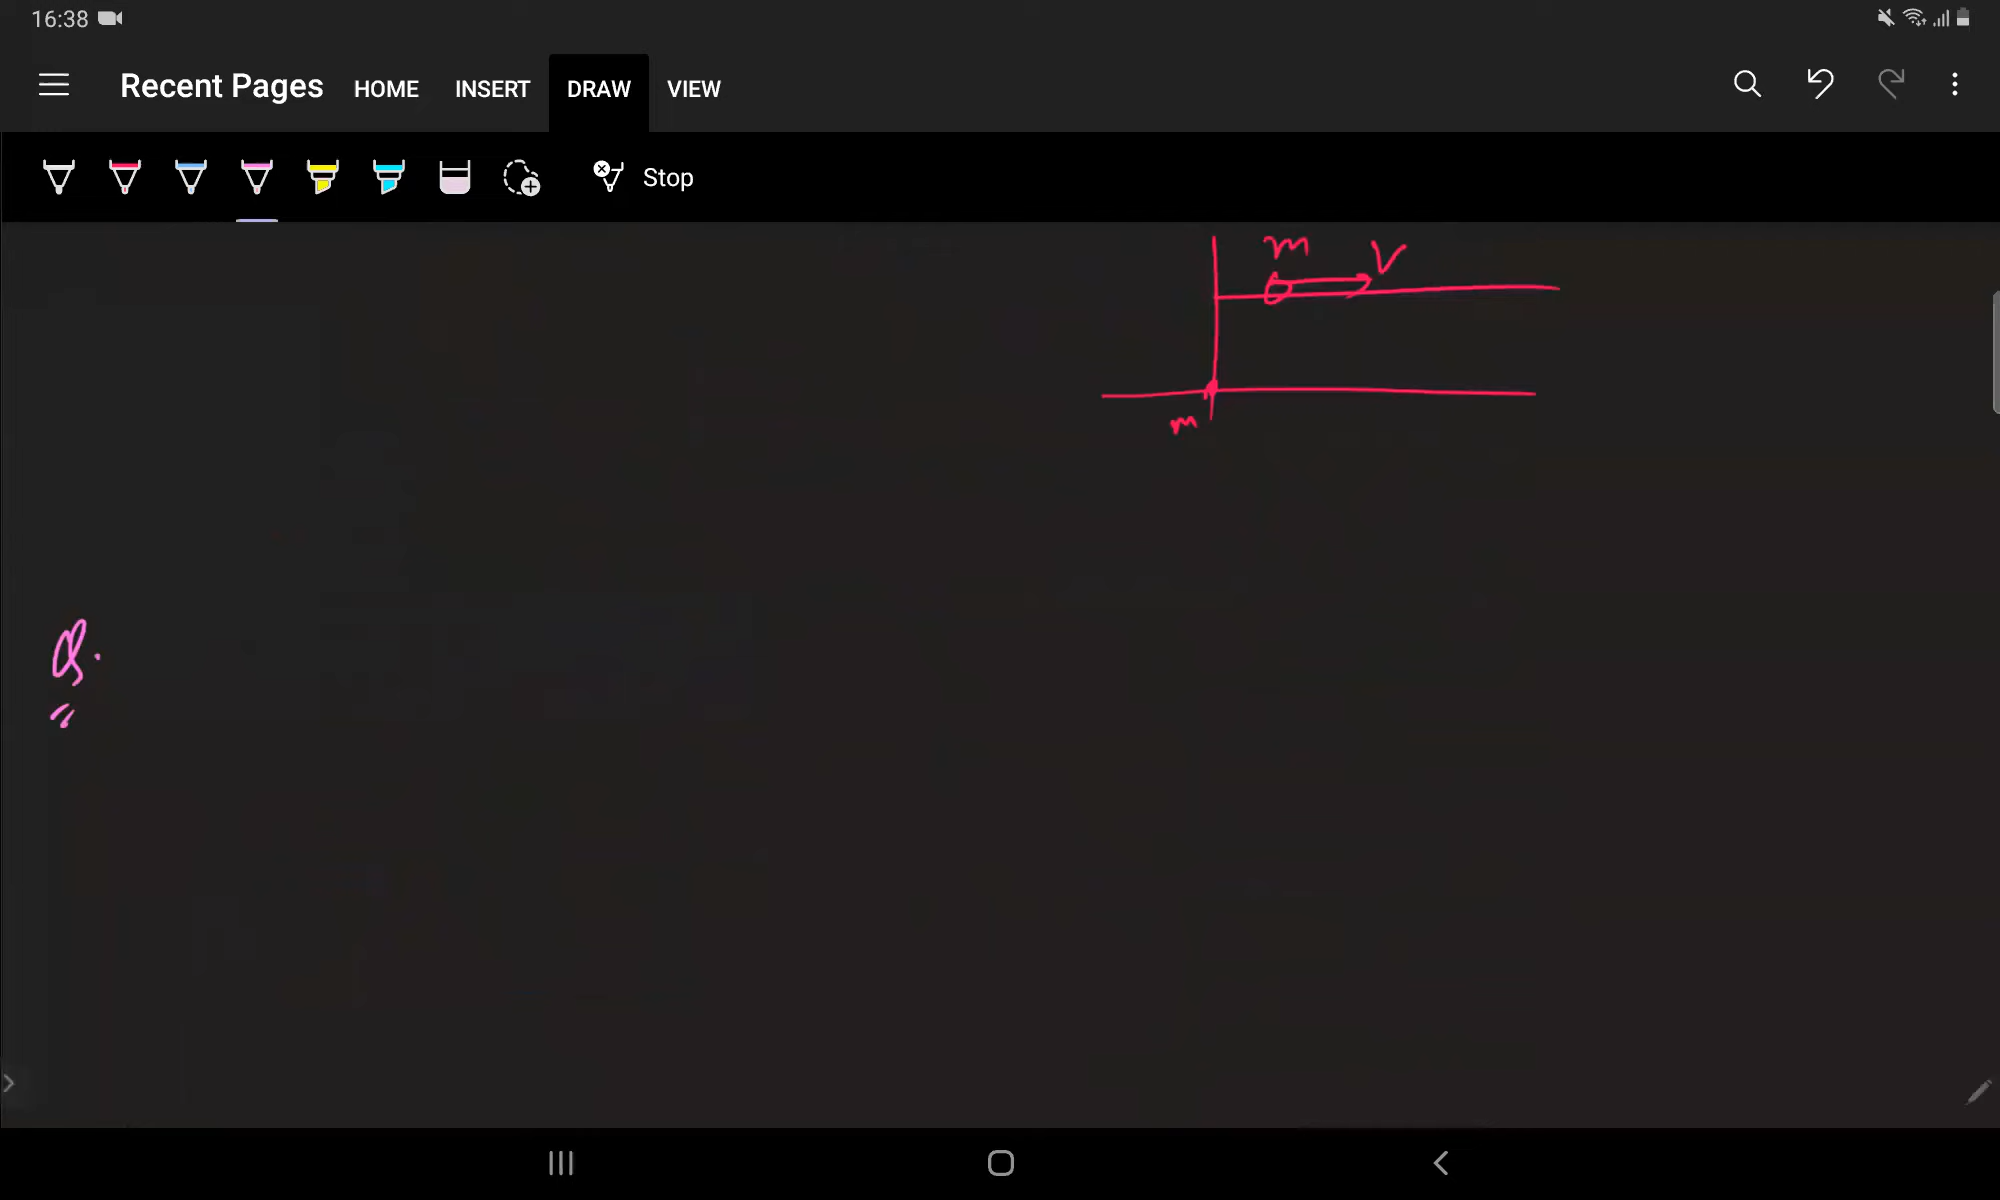 16:38
Recent Pages HOME INSERT DRAW VIEW
Stop
m V
m
Q.